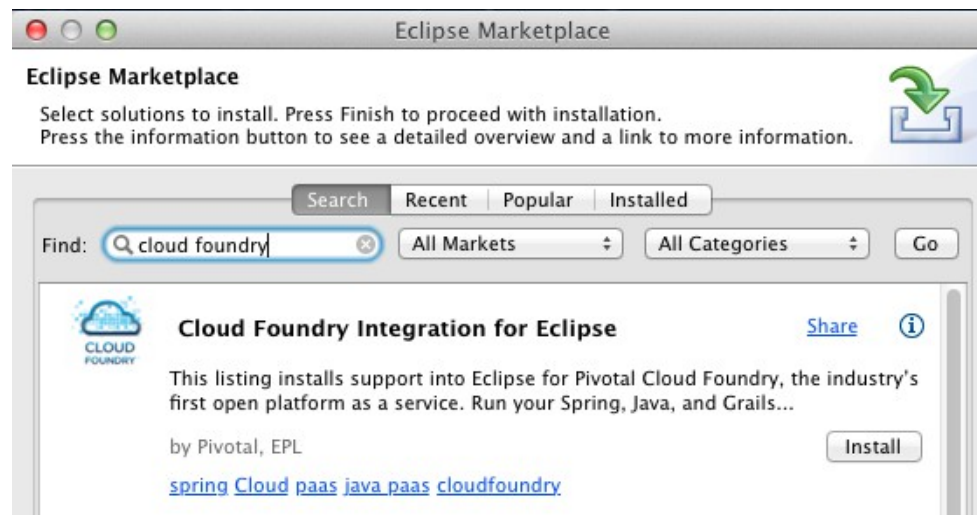 Eclipse Marketplace
Eclipse Marketplace
Select solutions to install. Press Finish to proceed with installation.
Press the information button to see a detailed overview and a link to more information.
Search Recent Popular Installed
Find: cloud foundry All Markets All Categories Go
CLOUD
FOUNDRY
Cloud Foundry Integration for Eclipse Share
This listing installs support into Eclipse for Pivotal Cloud Foundry, the industry's
first open platform as a service. Run your Spring, Java, and Grails...
by Pivotal, EPL Install
spring Cloud paas java paas cloudfoundry